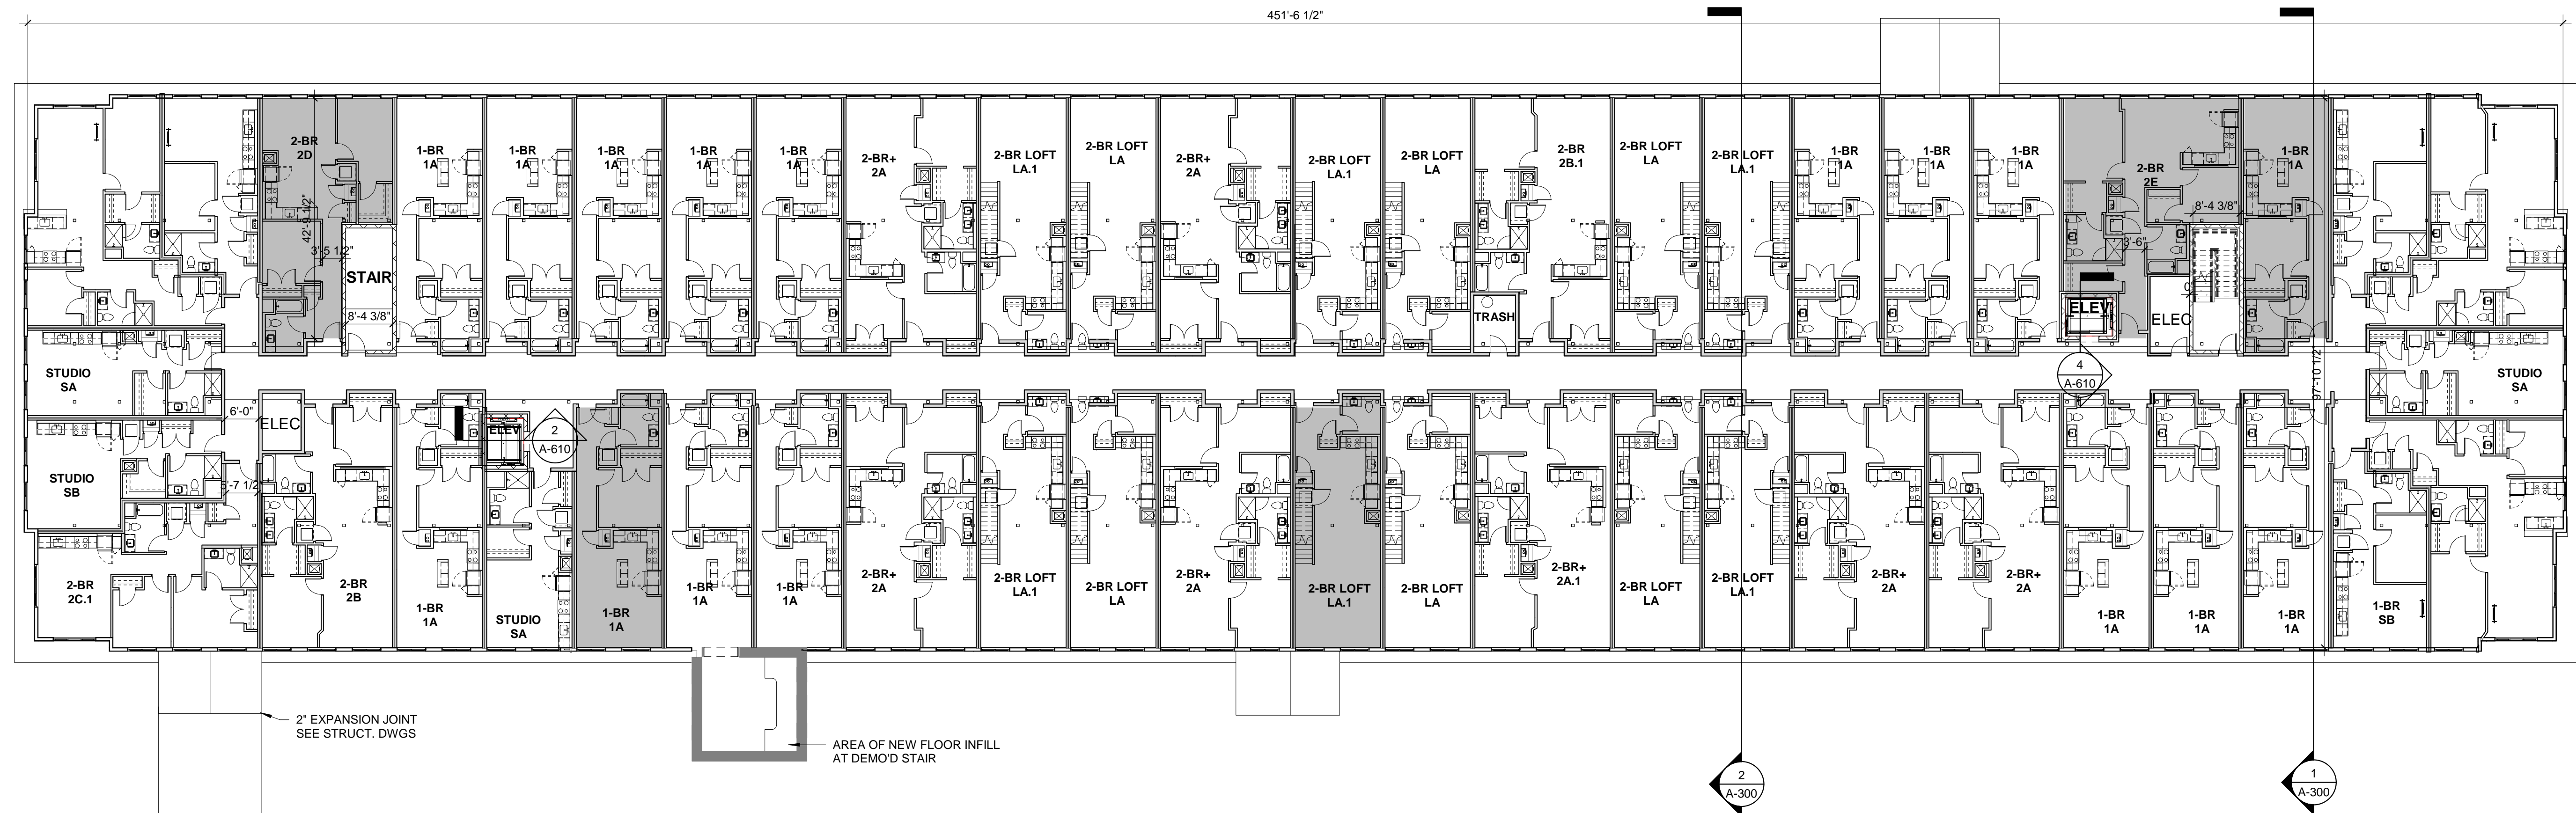 451'-6 1/2"
2-BR
2D
1-BR
1A
1-BR
1A
1-BR
1A
1-BR
1A
1-BR
1A
2-BR+
2A
2-BR LOFT
LA.1
2-BR LOFT
LA
2-BR+
2A
2-BR LOFT
LA.1
2-BR LOFT
LA
2-BR
2B.1
2-BR LOFT
LA
2-BR LOFT
LA.1
1-BR
1A
1-BR
1A
1-BR
1A
2-BR
2E
1-BR
1A
42'-9 1/2"
3'-5 1/2"
STAIR
8'-4 3/8"
8'-4 3/8"
3'-6"
TRASH
ELEV
ELEC
4
A-610
97'-10 1/2"
STUDIO
SA
STUDIO
SA
6'-0"
ELEC
ELEV
2
A-610
STUDIO
SB
5'-7 1/2"
2-BR
2C.1
2-BR
2B
1-BR
1A
STUDIO
SA
1-BR
1A
1-BR
1A
1-BR
1A
2-BR+
2A
2-BR LOFT
LA.1
2-BR LOFT
LA
2-BR+
2A
2-BR LOFT
LA.1
2-BR LOFT
LA
2-BR+
2A.1
2-BR LOFT
LA
2-BR LOFT
LA.1
2-BR+
2A
2-BR+
2A
1-BR
1A
1-BR
1A
1-BR
1A
1-BR
SB
2" EXPANSION JOINT
SEE STRUCT. DWGS
AREA OF NEW FLOOR INFILL
AT DEMO'D STAIR
2
A-300
1
A-300